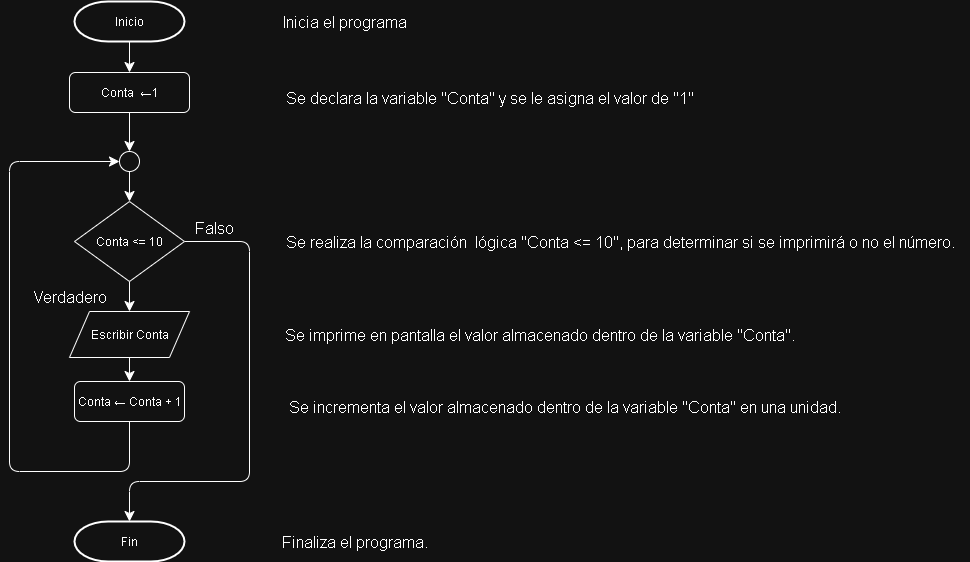 Inicio
Inicia el programa
Conta ←1
Se declara la variable "Conta" y se le asigna el valor de "1"
Falso
Conta <= 10
Se realiza la comparación  lógica "Conta <= 10", para determinar si se imprimirá o no el número.
Verdadero
Escribir Conta
Se imprime en pantalla el valor almacenado dentro de la variable "Conta".
Conta ← Conta + 1
Se incrementa el valor almacenado dentro de la variable "Conta" en una unidad.
Fin
Finaliza el programa.